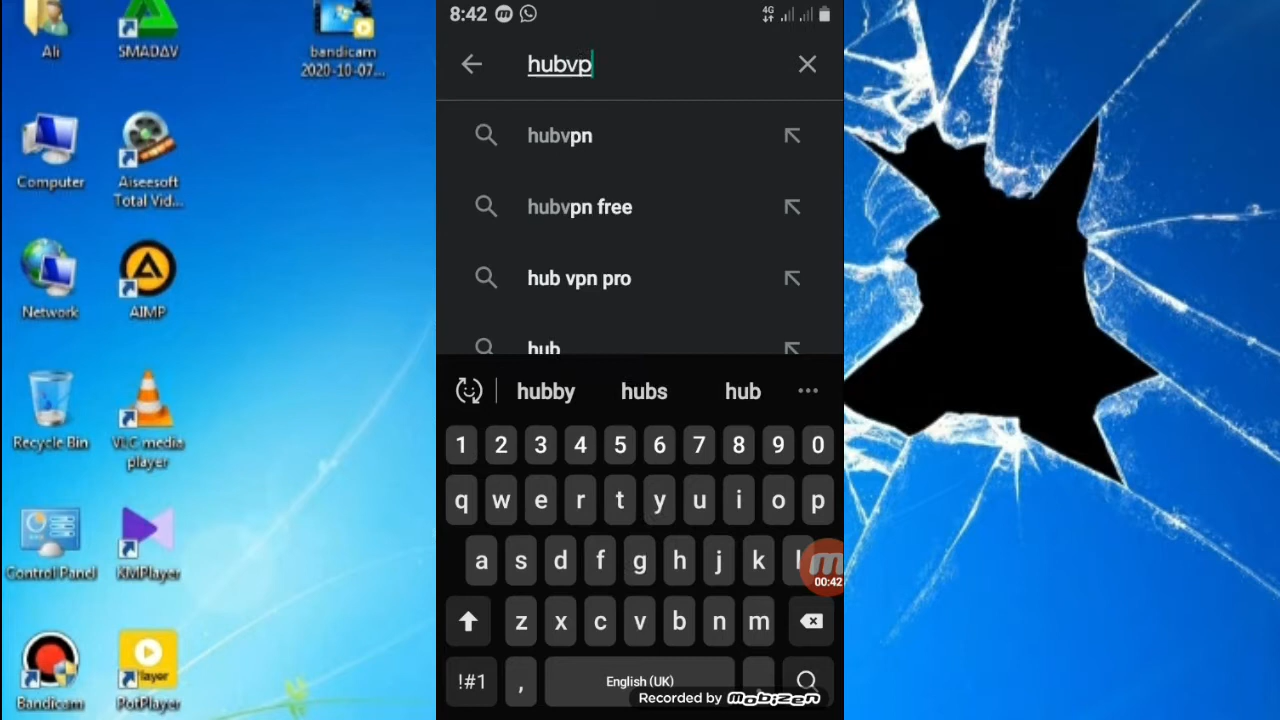 Ali
SMADAV
bandicam
2020-10-07...
Computer
Aiseesoft
Total Vid...
Network
AIMP
Recycle Bin
VLC media
player
Control Panel
KMPlayer
Bandicam
PotPlayer
8:42
4G
hubvp
hubvpn
hubvpn free
hub vpn pro
hub
hubby hubs hub
1 2 3 4 5 6 7 8 9 0
q w e r t y u i o p
a s d f g h j k l
00:42
z x c v b n m
!#1 , English (UK)
Recorded by Mobizen